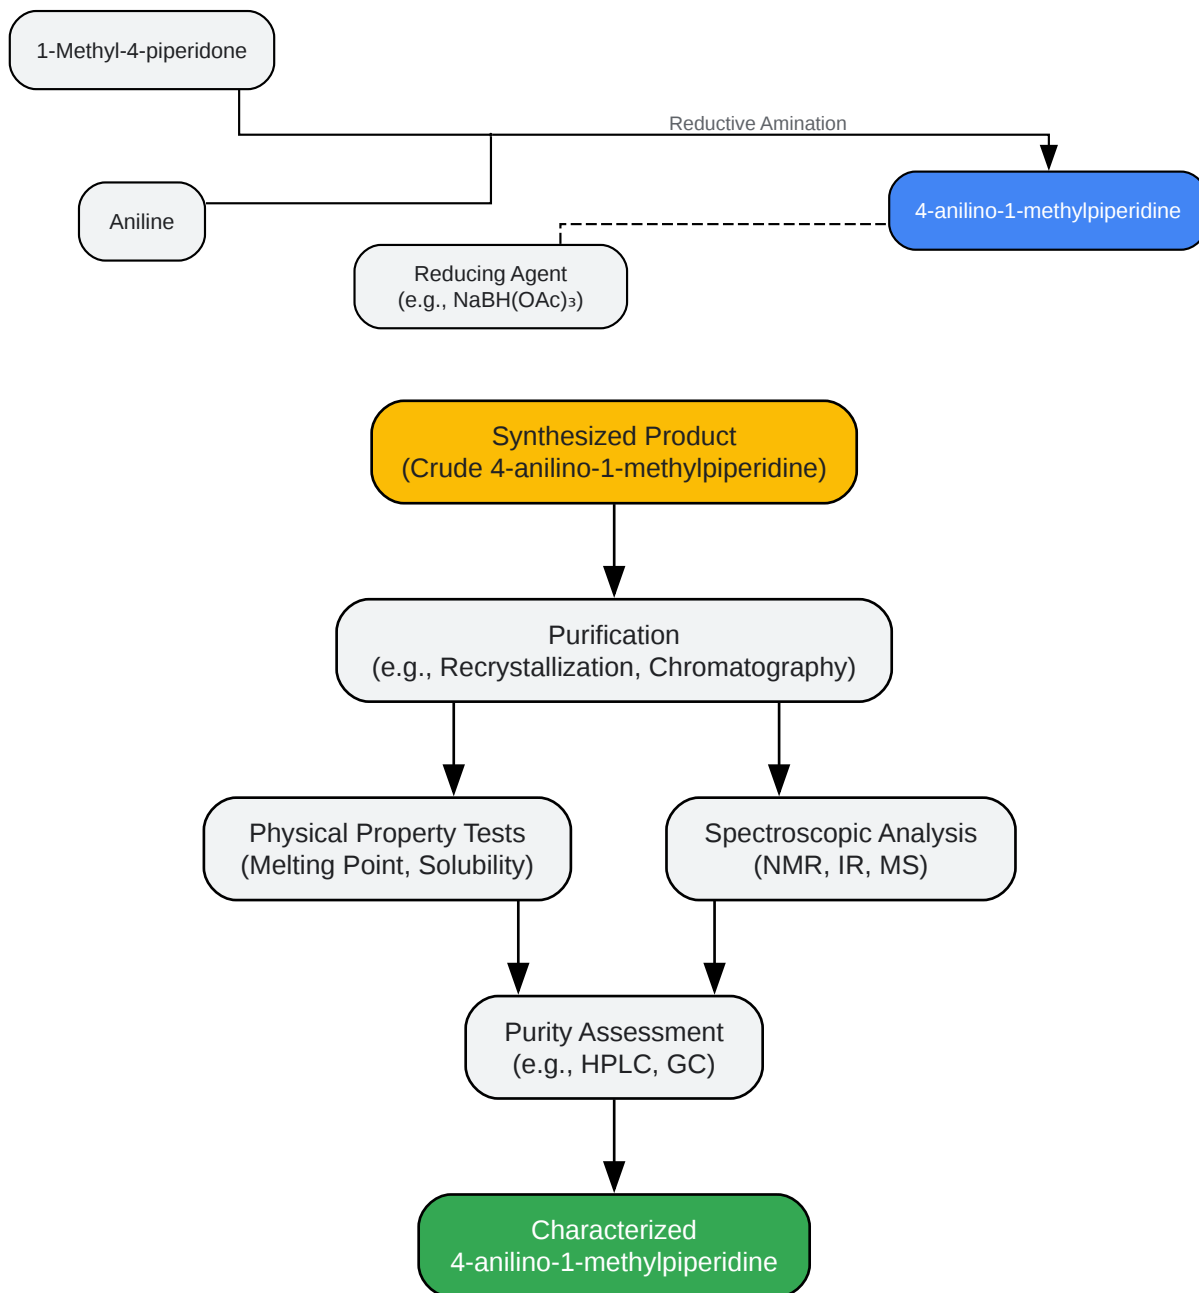 1-Methyl-4-piperidone
Reductive Amination
Aniline
4-anilino-1-methylpiperidine
Reducing Agent
(e.g., NaBH(OAc)₃)
Synthesized Product
(Crude 4-anilino-1-methylpiperidine)
Purification
(e.g., Recrystallization, Chromatography)
Physical Property Tests
(Melting Point, Solubility)
Spectroscopic Analysis
(NMR, IR, MS)
Purity Assessment
(e.g., HPLC, GC)
Characterized
4-anilino-1-methylpiperidine